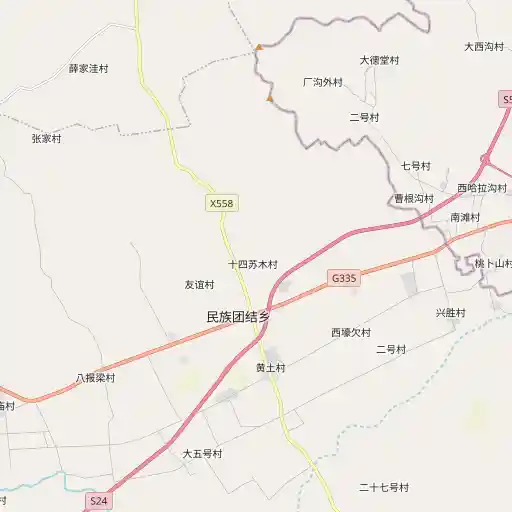 大西沟村
大德堂村
薛家洼村
厂沟外村
S5
二号村
张家村
七号村
西哈拉沟村
曹根沟村
X558
南滩村
十四苏木村
桃卜山村
G335
友谊村
兴胜村
民族团结乡
西壕欠村
二号村
黄土村
八报梁村
村
大五号村
二十七号村
S24
村